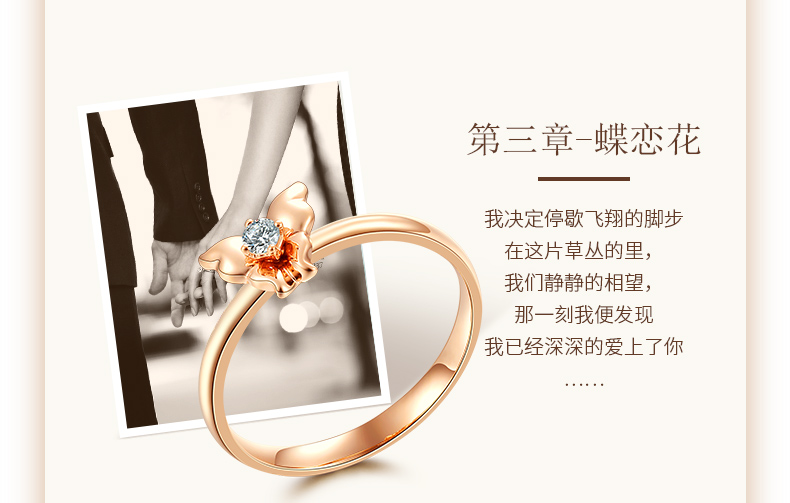 第三章-蝶恋花
我决定停歇飞翔的脚步
在这片草丛的里，
我们静静的相望，
那一刻我便发现
我已经深深的爱上了你
……